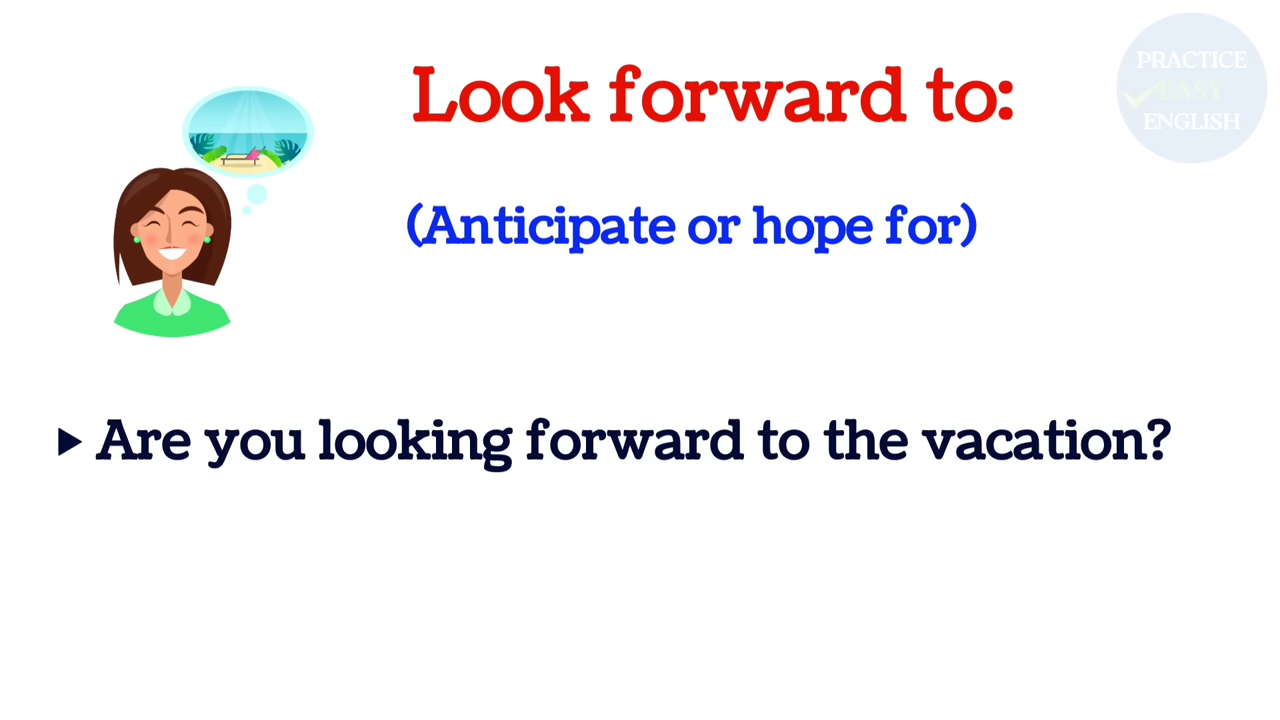 Look forward to:
PRACTICE
EASY
ENGLISH
(Anticipate or hope for)
Are you looking forward to the vacation?